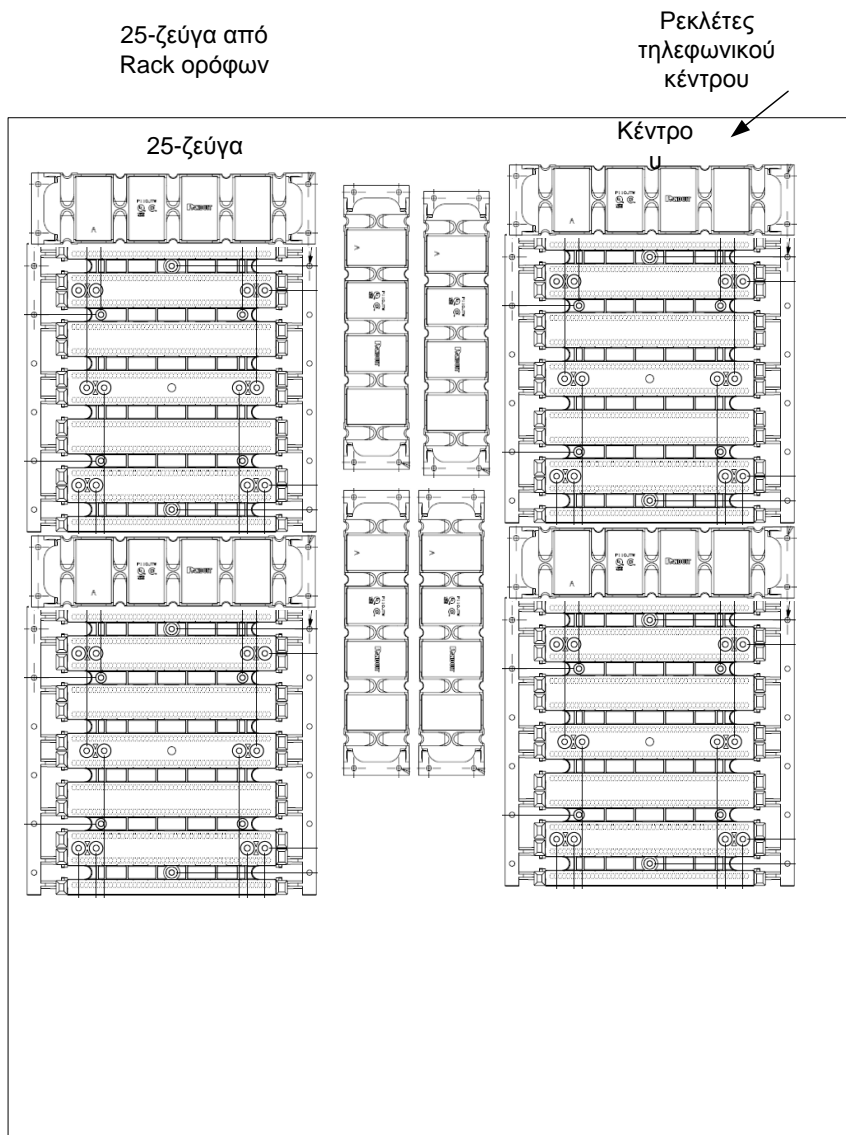 25-ζεύγα από
Rack ορόφων
Ρεκλέτες
τηλεφωνικού
κέντρου
25-ζεύγα
Κέντρο
υ
A
A
A
A